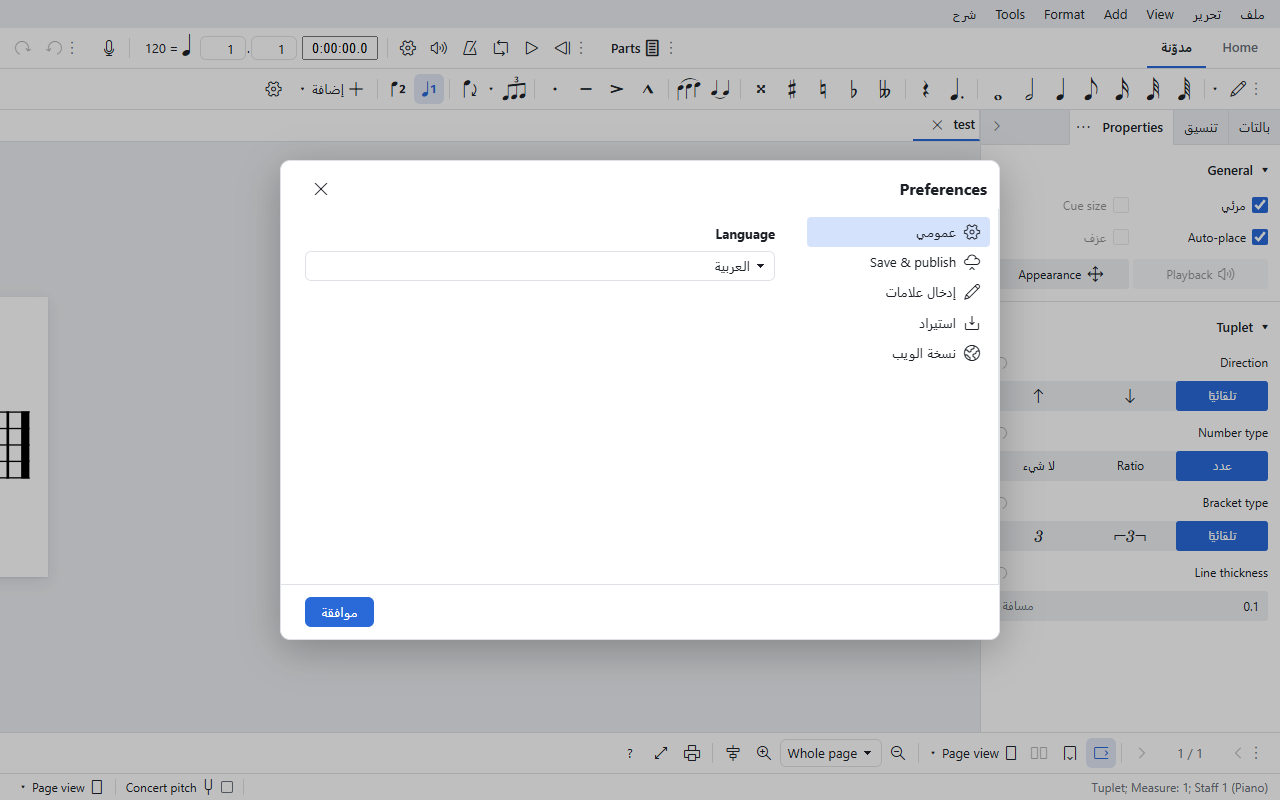 ملف تحرير View Add Format Tools شرح
Home مدوّنة
Parts
0:00:00.0 1 . 1 = 120
إضافة 1 2 3
بالتات تنسيق Properties
test
General
مرئي Cue size
Auto-place عزف
Playback Appearance
Tuplet
Direction
تلقائيًا
Number type
عدد Ratio لا شيء
Bracket type
تلقائيًا 3 3
Line thickness
0.1 مسافة
Preferences
عمومي
Save & publish
إدخال علامات
استيراد
نسخة الويب
Language
العربية
موافقة
1 / 1 Page view Whole page ?
Tuplet; Measure: 1; Staff 1 (Piano) Concert pitch Page view